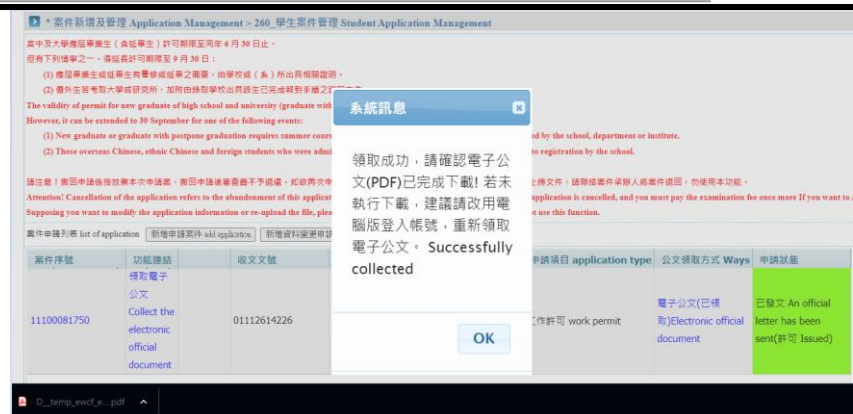 * 案件新增及管理 Application Management > 260_學生案件管理 Student Application Management
高中及大學應屆畢業生（含延畢生）許可期限至同年 6 月 30 日止。
但有下列情事之一，得延長許可期限至 9 月 30 日：
(1) 應屆畢業生或延畢生有暑修或延畢之需要，由學校或（系）所出具相關證明。
(2) 僑外生若考取大學或研究所，加附由錄取學校出具該生已完成報到手續之
The validity of permit for new graduate of high school and university (graduate with
However, it can be extended to 30 September for one of the following events:
(1) New graduate or graduate with postpone graduation requires summer cour
ed by the school, department or institute.
(2) Those overseas Chinese, ethnic Chinese and foreign students who were admi
to registration by the school.
請注意！撤回申請係指放棄本次申請案，撤回申請後審查費不予退還，如欲再次申
上傳文件，請聯絡案件承辦人將案件退回，勿使用本功能。
Attention! Cancellation of the application refers to the abandonment of this applicat
application is cancelled, and you must pay the examination fee once more If you want to a
Supposing you want to modify the application information or re-upload the file, plea
t use this function.
案件申請列表 list of application 新增申請案件 add application 新增資料變更申請
案件序號 功能連結 收文文號 申請項目 application type 公文領取方式 Ways 申請狀態
11100081750
領取電子
公文
Collect the
electronic
official
document
01112614226
工作許可 work permit
電子公文(已領
取)Electronic official
document
已發文 An official
letter has been
sent(許可 Issued)
系統訊息
領取成功，請確認電子公
文(PDF)已完成下載! 若未
執行下載，建議請改用電
腦版登入帳號，重新領取
電子公文。 Successfully
collected
OK
D__temp_ewcf_e....pdf